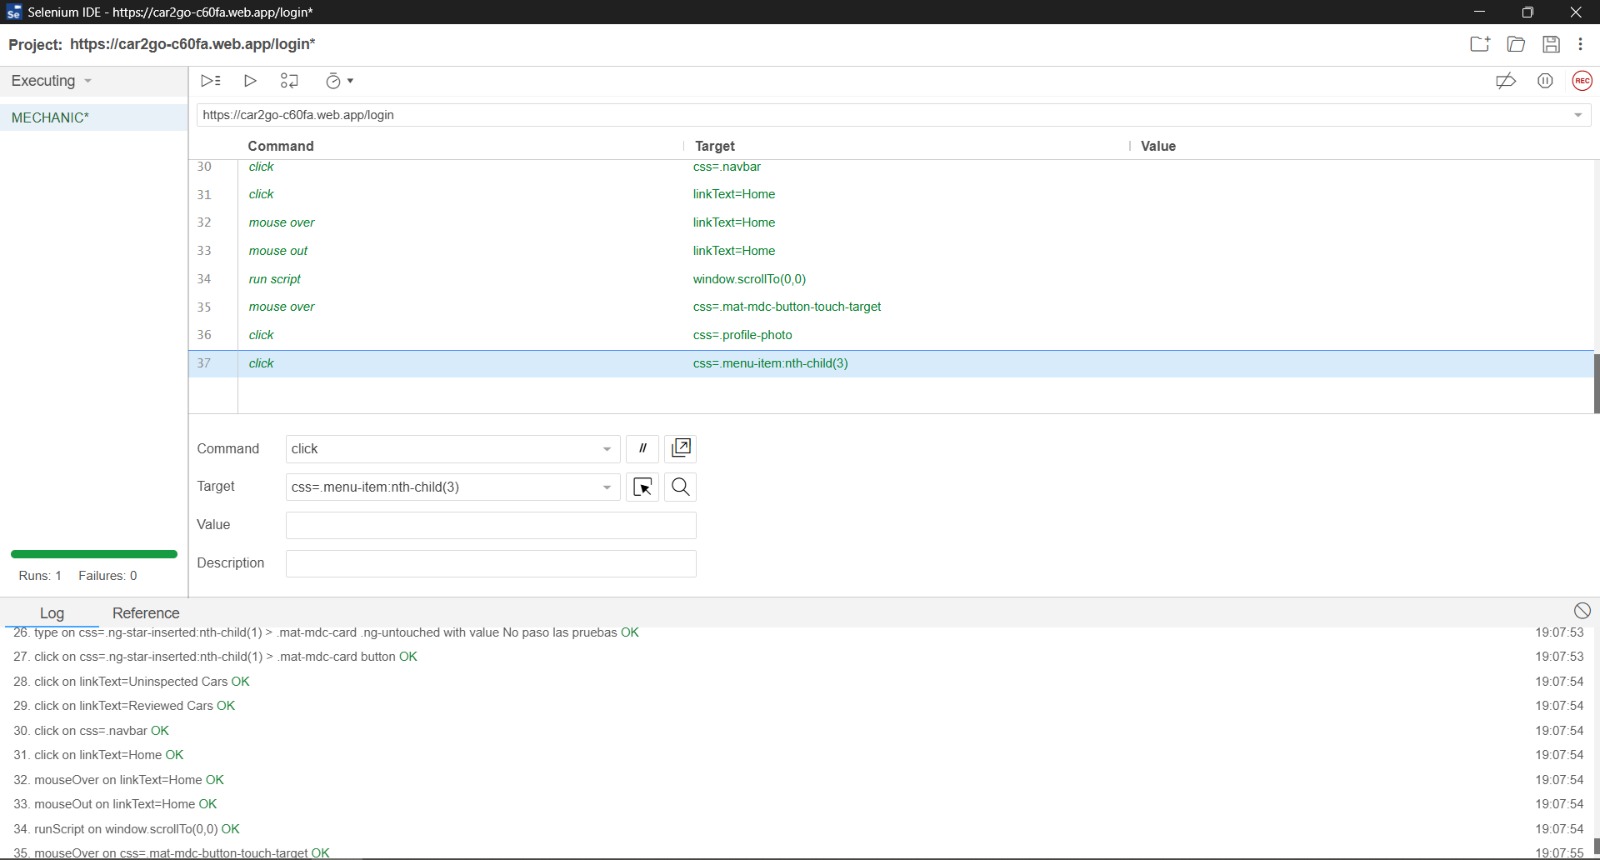 Se Selenium IDE - https://car2go-c60fa.web.app/login*
Project: https://car2go-c60fa.web.app/login*
Executing
REC
MECHANIC*
https://car2go-c60fa.web.app/login
Command Target Value
30 click css=.navbar
31 click linkText=Home
32 mouse over linkText=Home
33 mouse out linkText=Home
34 run script window.scrollTo(0,0)
35 mouse over css=.mat-mdc-button-touch-target
36 click css=.profile-photo
37 click css=.menu-item:nth-child(3)
Command click //
Target css=.menu-item:nth-child(3)
Value
Description
Runs: 1 Failures: 0
Log Reference
26. type on css=.ng-star-inserted:nth-child(1) > .mat-mdc-card .ng-untouched with value No paso las pruebas OK 19:07:53
27. click on css=.ng-star-inserted:nth-child(1) > .mat-mdc-card button OK 19:07:53
28. click on linkText=Uninspected Cars OK 19:07:54
29. click on linkText=Reviewed Cars OK 19:07:54
30. click on css=.navbar OK 19:07:54
31. click on linkText=Home OK 19:07:54
32. mouseOver on linkText=Home OK 19:07:54
33. mouseOut on linkText=Home OK 19:07:54
34. runScript on window.scrollTo(0,0) OK 19:07:54
35. mouseOver on css=.mat-mdc-button-touch-target OK 19:07:55